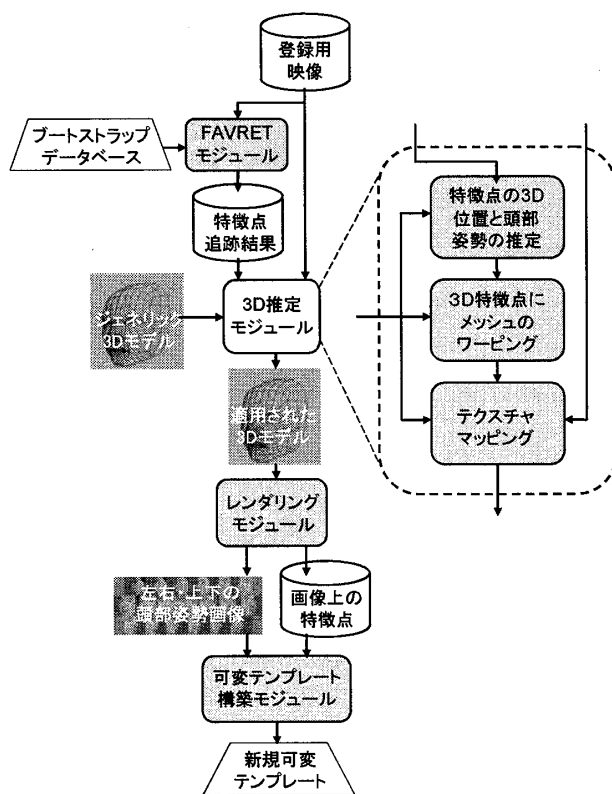 登録用
映像
ブートストラップ
データベース
FAVRET
モジュール
特徴点
追跡結果
ジェネリック
3Dモデル
3D推定
モジュール
適用された
3Dモデル
レンダリング
モジュール
左右・上下の
頭部姿勢画像
画像上の
特徴点
可変テンプレート
構築モジュール
新規可変
テンプレート
特徴点の3D
位置と頭部
姿勢の推定
3D特徴点に
メッシュの
ワーピング
テクスチャ
マッピング